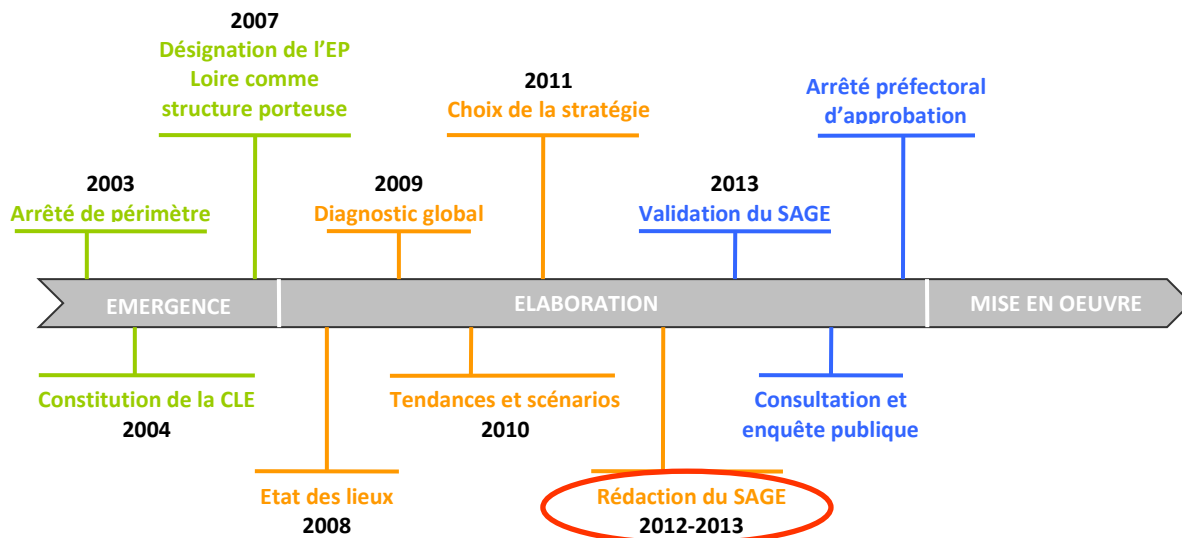 2007
Désignation de l’EP
Loire comme
structure porteuse
2011
Choix de la stratégie
Arrêté préfectoral
d’approbation
2003
Arrêté de périmètre
2009
Diagnostic global
2013
Validation du SAGE
EMERGENCE
ELABORATION
MISE EN OEUVRE
Constitution de la CLE
2004
Tendances et scénarios
2010
Consultation et
enquête publique
Etat des lieux
2008
Rédaction du SAGE
2012-2013